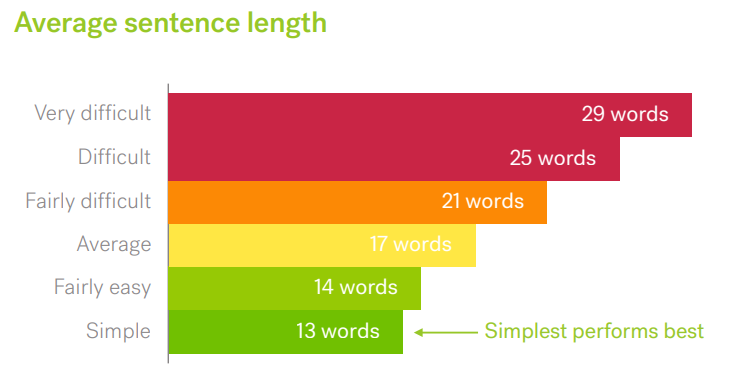 Average sentence length
Very difficult 29 words
Difficult 25 words
Fairly difficult 21 words
Average 17 words
Fairly easy 14 words
Simple 13 words Simplest performs best